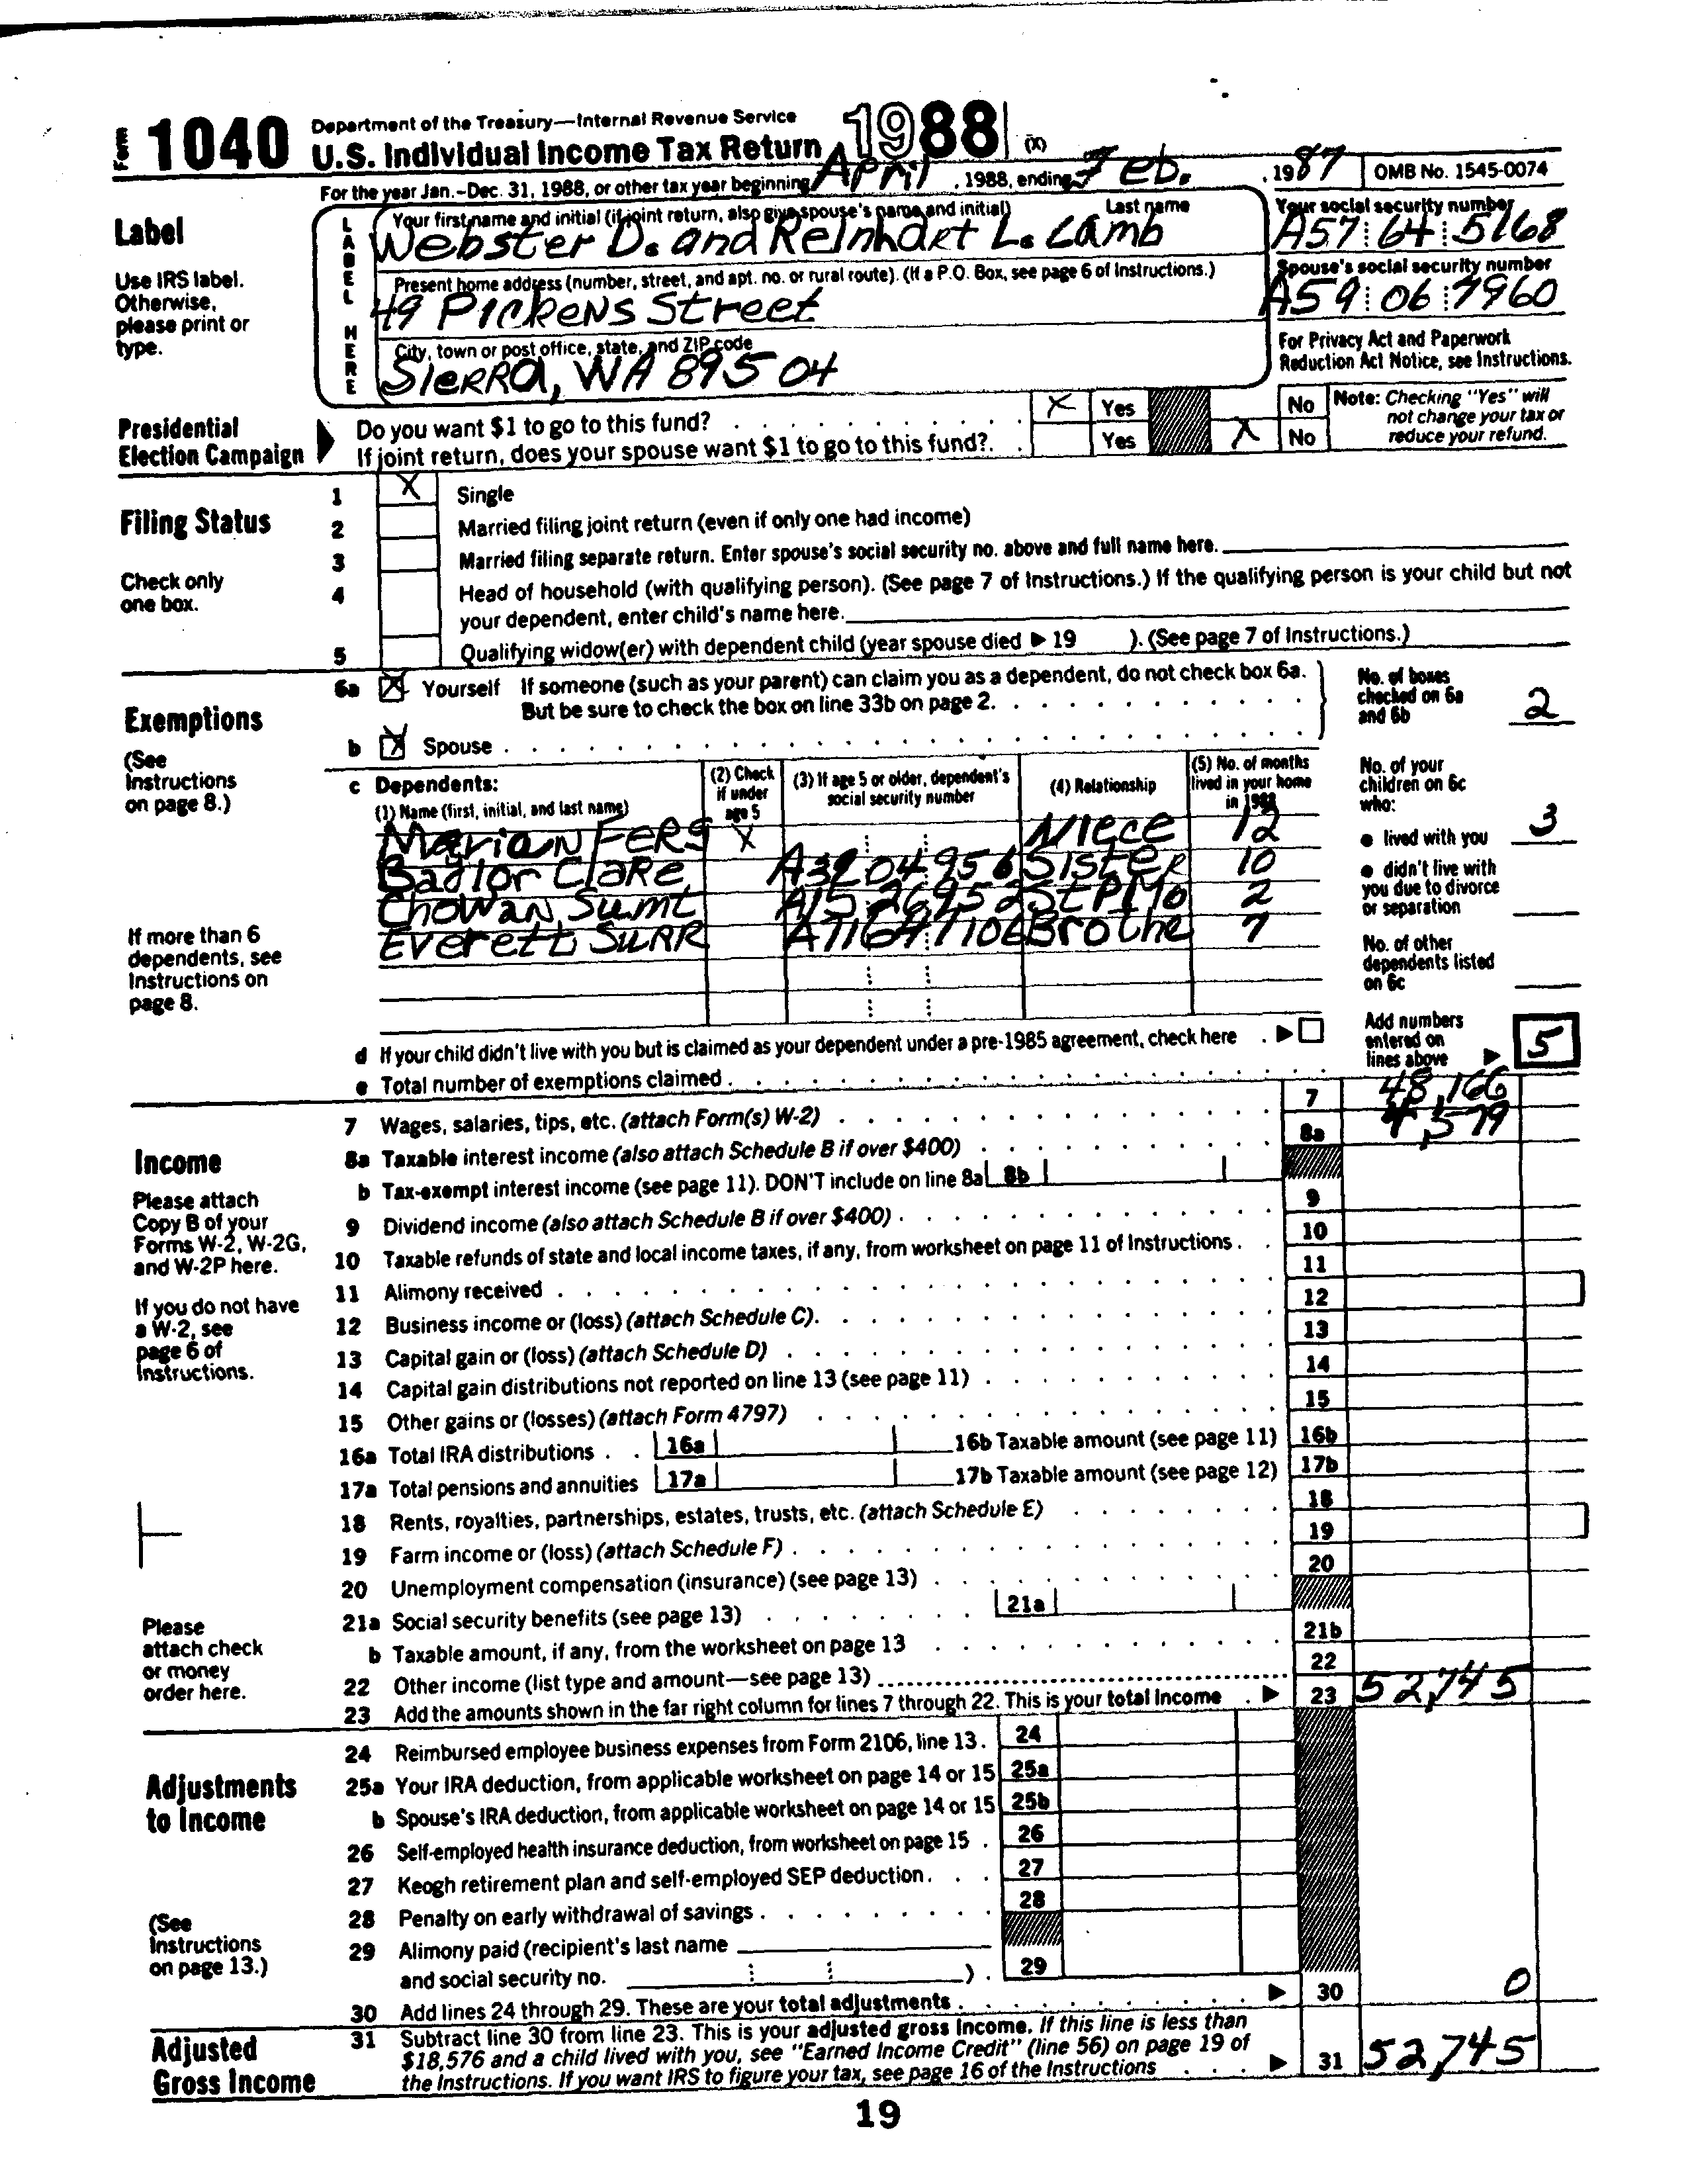 Form 1040 Department of the Treasury—Internal Revenue Service
U.S. Individual Income Tax Return 1988 (X)
For the year Jan.-Dec. 31, 1988, or other tax year beginning April , 1988, ending Feb. , 1987 OMB No. 1545-0074
Label
Use IRS label.
Otherwise,
please print or
type.
LABEL HERE
Your first name and initial (if joint return, also give spouse's name and initial) Last name
Webster D. and Reinhart L. Lamb
Your social security number
A57 64 5168
Present home address (number, street, and apt. no. or rural route). (If a P.O. Box, see page 6 of Instructions.)
49 Pickens Street
Spouse's social security number
A59 06 7960
City, town or post office, state, and ZIP code
Sierra, WA 89504
For Privacy Act and Paperwork
Reduction Act Notice, see Instructions.
Presidential
Election Campaign
Do you want $1 to go to this fund? X Yes No
If joint return, does your spouse want $1 to go to this fund? Yes X No
Note: Checking "Yes" will
not change your tax or
reduce your refund.
Filing Status
Check only
one box.
1 X Single
2 Married filing joint return (even if only one had income)
3 Married filing separate return. Enter spouse's social security no. above and full name here.
4 Head of household (with qualifying person). (See page 7 of Instructions.) If the qualifying person is your child but not
your dependent, enter child's name here.
5 Qualifying widow(er) with dependent child (year spouse died ▶ 19 ). (See page 7 of Instructions.)
Exemptions
(See
Instructions
on page 8.)
If more than 6
dependents, see
Instructions on
page 8.
6a X Yourself If someone (such as your parent) can claim you as a dependent, do not check box 6a.
But be sure to check the box on line 33b on page 2.
b X Spouse
No. of boxes
checked on 6a
and 6b 2
c Dependents:
(1) Name (first, initial, and last name)
(2) Check
if under
age 5
(3) If age 5 or older, dependent's
social security number
(4) Relationship
(5) No. of months
lived in your home
in 1988
Marion FERS X Niece 12
Badlor Clare A32 04 956 Sister 10
Chowan, Sumt A15 26952 StPMo 2
Everett SURR Brothe 7
No. of your
children on 6c
who:
● lived with you 3
● didn't live with
you due to divorce
or separation
No. of other
dependents listed
on 6c
d If your child didn't live with you but is claimed as your dependent under a pre-1985 agreement, check here ▶
e Total number of exemptions claimed
Add numbers
entered on
lines above ▶ 5
Income
Please attach
Copy B of your
Forms W-2, W-2G,
and W-2P here.
If you do not have
a W-2, see
page 6 of
Instructions.
Please
attach check
or money
order here.
7 Wages, salaries, tips, etc. (attach Form(s) W-2) 7 48,166
8a Taxable interest income (also attach Schedule B if over $400) 8a 4,579
b Tax-exempt interest income (see page 11). DON'T include on line 8a 8b
9 Dividend income (also attach Schedule B if over $400) 9
10 Taxable refunds of state and local income taxes, if any, from worksheet on page 11 of Instructions 10
11 Alimony received 11
12 Business income or (loss) (attach Schedule C) 12
13 Capital gain or (loss) (attach Schedule D) 13
14 Capital gain distributions not reported on line 13 (see page 11) 14
15 Other gains or (losses) (attach Form 4797) 15
16a Total IRA distributions 16a 16b Taxable amount (see page 11) 16b
17a Total pensions and annuities 17a 17b Taxable amount (see page 12) 17b
18 Rents, royalties, partnerships, estates, trusts, etc. (attach Schedule E) 18
19 Farm income or (loss) (attach Schedule F) 19
20 Unemployment compensation (insurance) (see page 13) 20
21a Social security benefits (see page 13) 21a
b Taxable amount, if any, from the worksheet on page 13 21b
22 Other income (list type and amount—see page 13) 22
23 Add the amounts shown in the far right column for lines 7 through 22. This is your total income ▶ 23 52,745
Adjustments
to Income
(See
Instructions
on page 13.)
24 Reimbursed employee business expenses from Form 2106, line 13. 24
25a Your IRA deduction, from applicable worksheet on page 14 or 15 25a
b Spouse's IRA deduction, from applicable worksheet on page 14 or 15 25b
26 Self-employed health insurance deduction, from worksheet on page 15 26
27 Keogh retirement plan and self-employed SEP deduction 27
28 Penalty on early withdrawal of savings 28
29 Alimony paid (recipient's last name
and social security no. ) 29
30 Add lines 24 through 29. These are your total adjustments ▶ 30 0
Adjusted
Gross Income
31 Subtract line 30 from line 23. This is your adjusted gross income. If this line is less than
$18,576 and a child lived with you, see "Earned Income Credit" (line 56) on page 19 of
the Instructions. If you want IRS to figure your tax, see page 16 of the Instructions ▶ 31 52,745
19